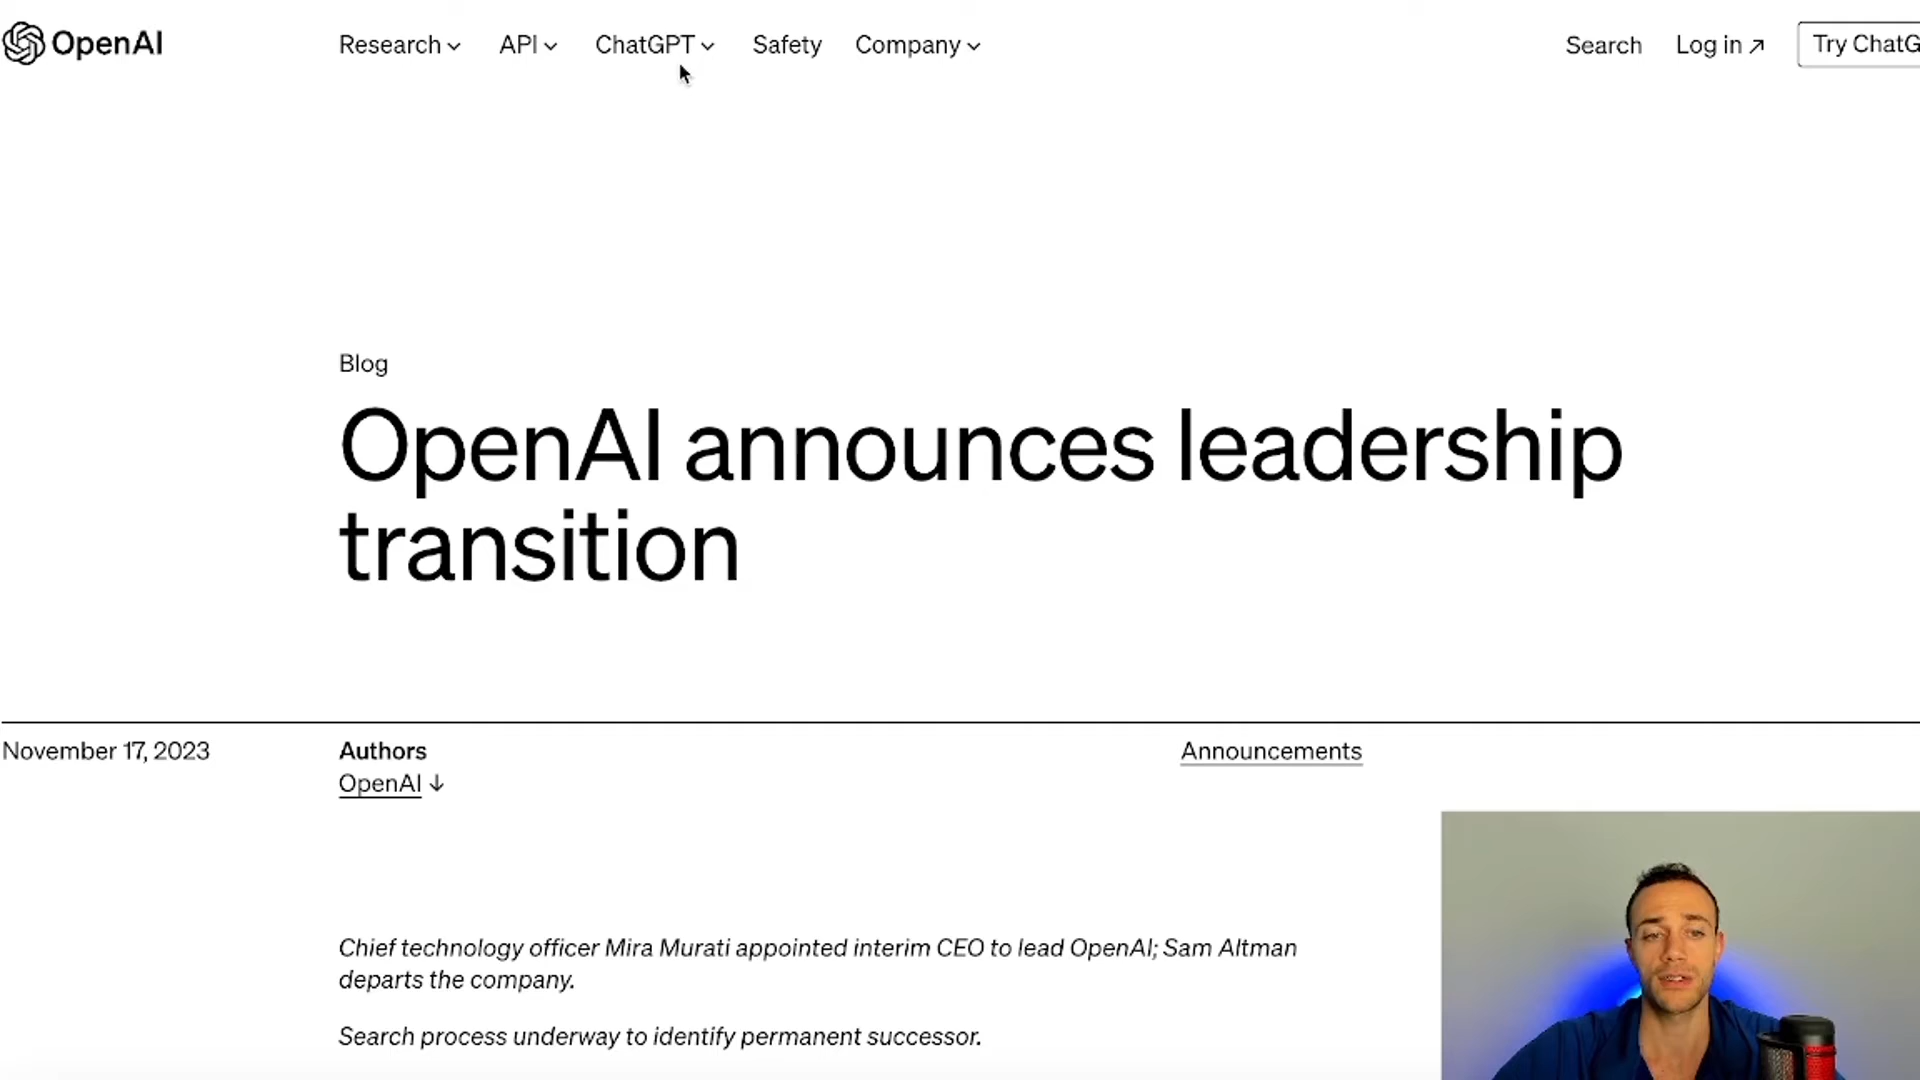 OpenAI
Research
API
ChatGPT
Safety
Company
Search
Log in ↗
Try ChatG
Blog
OpenAI announces leadership
transition
November 17, 2023
Authors
OpenAI ↓
Announcements
Chief technology officer Mira Murati appointed interim CEO to lead OpenAI; Sam Altman
departs the company.
Search process underway to identify permanent successor.